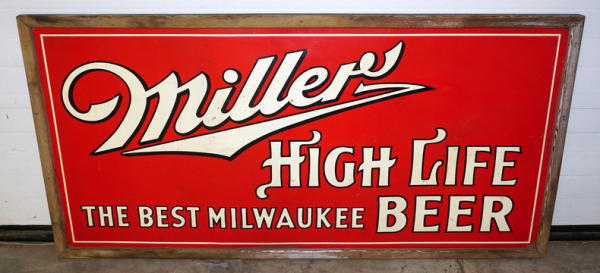 Miller
HIGH LIFE
THE BEST MILWAUKEE BEER